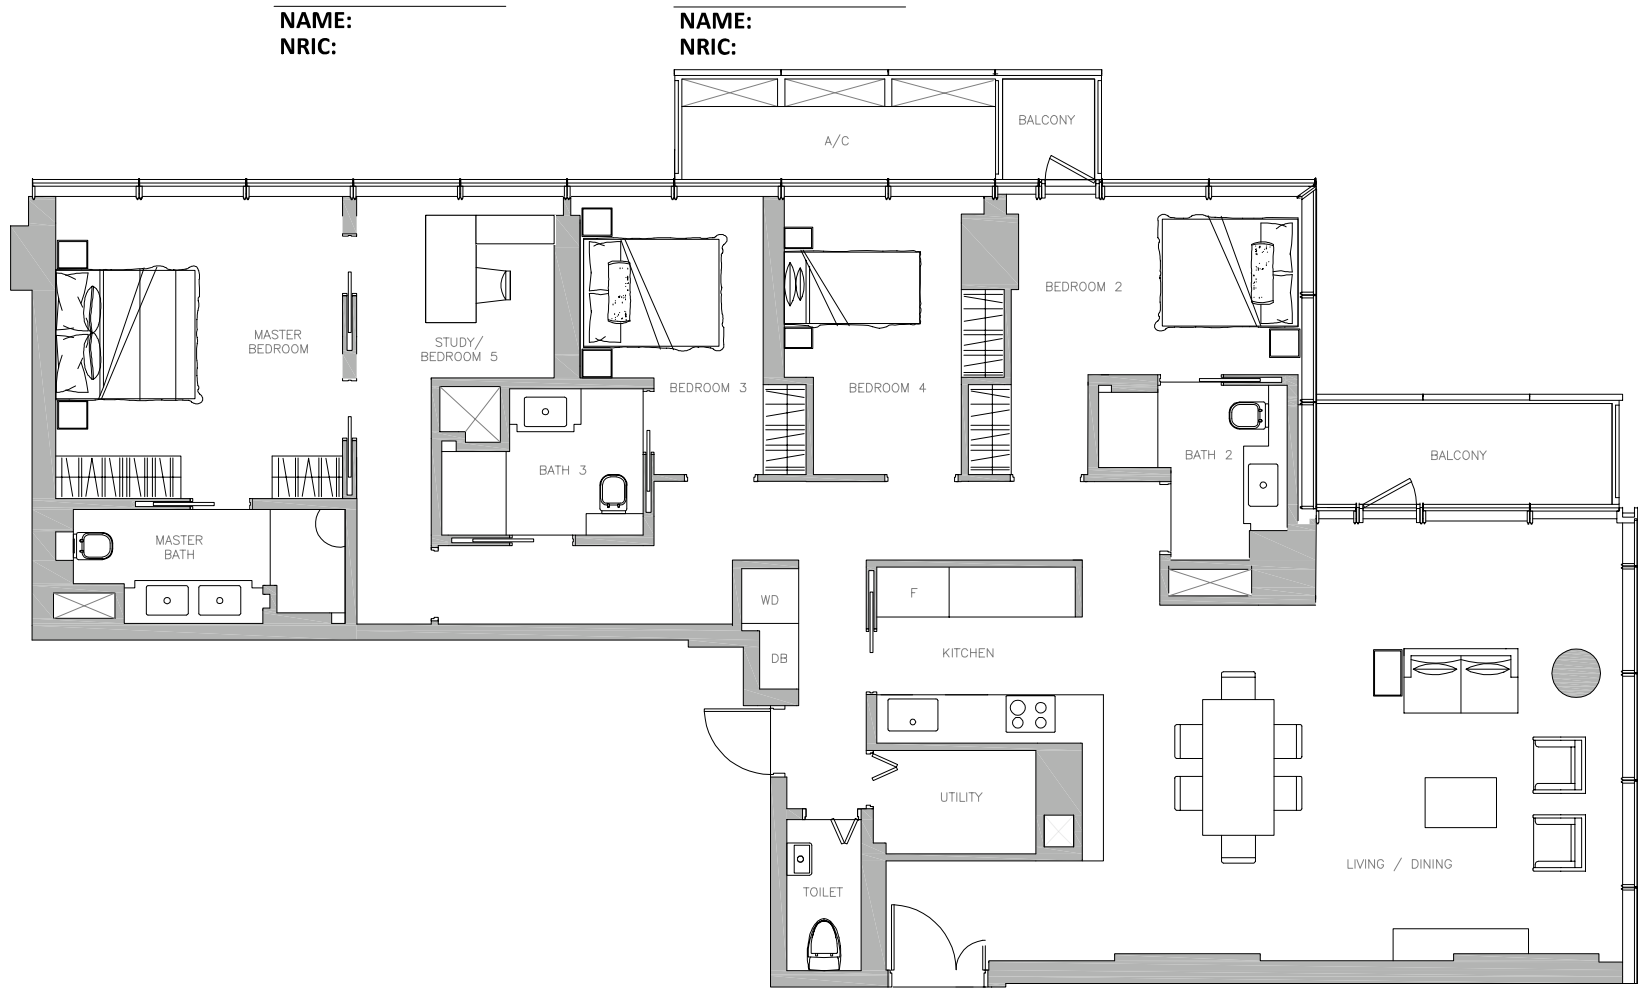 NAME:
NRIC:
NAME:
NRIC:
BALCONY
A/C
BEDROOM 2
MASTER
BEDROOM
STUDY/
BEDROOM 5
BEDROOM 3
BEDROOM 4
BATH 2
BALCONY
BATH 3
MASTER
BATH
WD
F
KITCHEN
DB
UTILITY
LIVING / DINING
TOILET